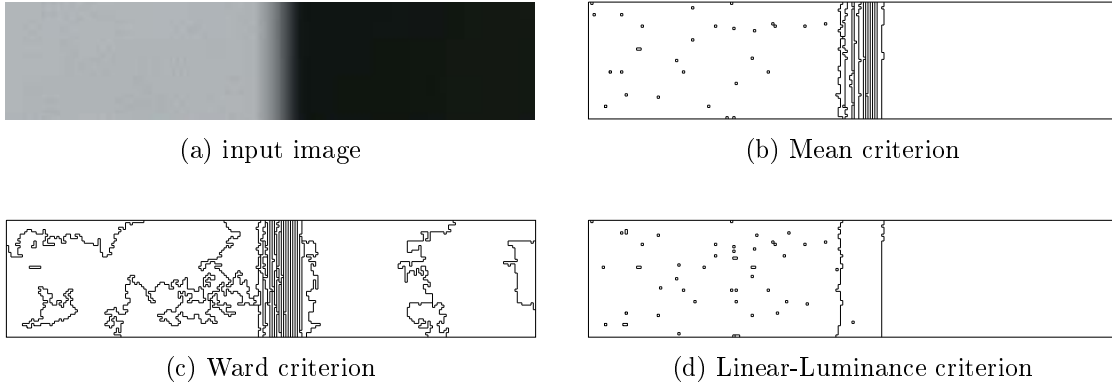 (a) input image
(b) Mean criterion
(c) Ward criterion
(d) Linear-Luminance criterion